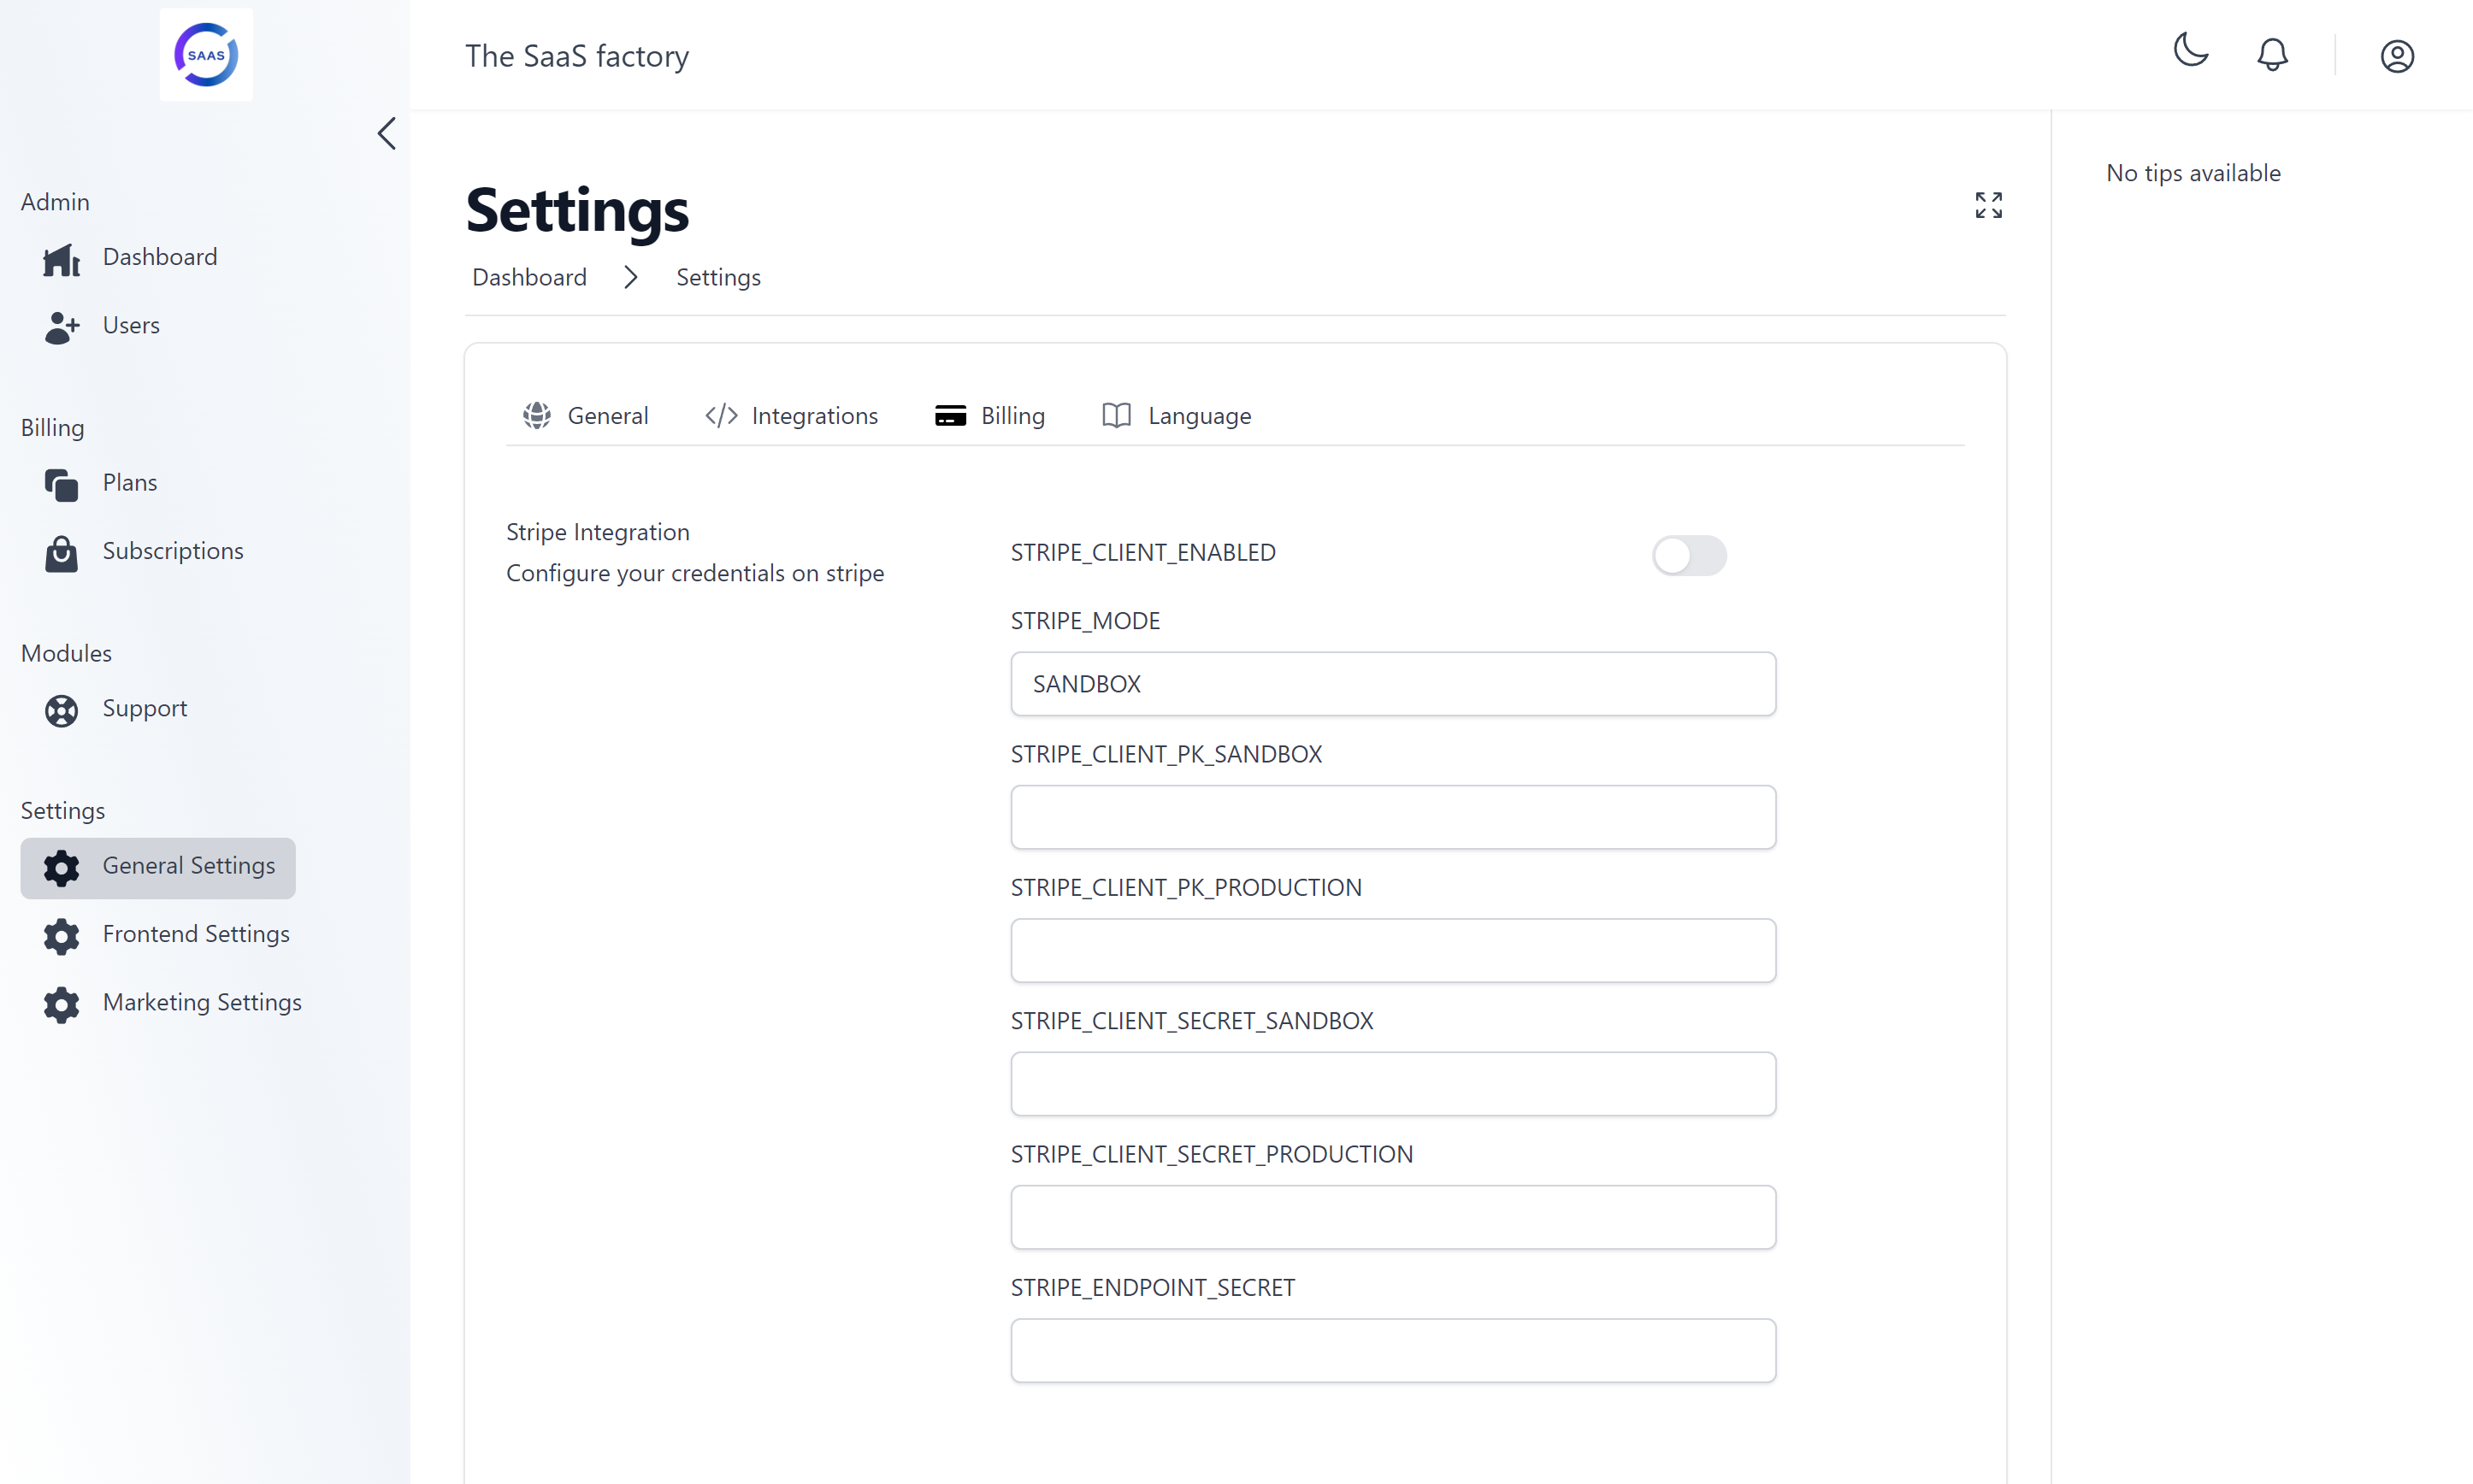 SAAS
The SaaS factory
Admin
Dashboard
Users
Billing
Plans
Subscriptions
Modules
Support
Settings
General Settings
Frontend Settings
Marketing Settings
Settings
Dashboard
Settings
General
Integrations
Billing
Language
Stripe Integration
Configure your credentials on stripe
STRIPE_CLIENT_ENABLED
STRIPE_MODE
SANDBOX
STRIPE_CLIENT_PK_SANDBOX
STRIPE_CLIENT_PK_PRODUCTION
STRIPE_CLIENT_SECRET_SANDBOX
STRIPE_CLIENT_SECRET_PRODUCTION
STRIPE_ENDPOINT_SECRET
No tips available